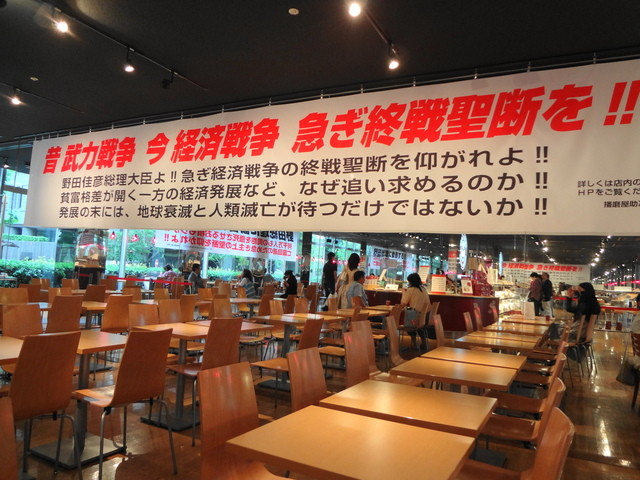 昔 武力戦争 今 経済戦争 急ぎ終戦聖断を!!
野田佳彦総理大臣よ!!急ぎ経済戦争の終戦聖断を仰がれよ!!
貧富格差が開く一方の経済発展など、なぜ追い求めるのか!!
発展の末には、地球衰滅と人類滅亡が待つだけではないか!!
詳しくは店内の
HPをご覧くだ
播磨屋助次